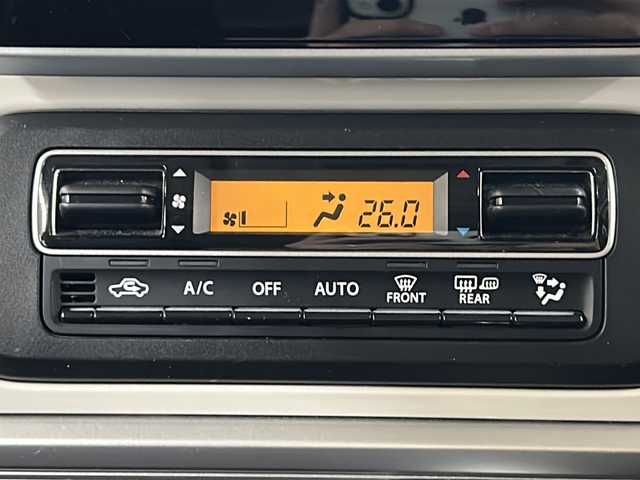 26.0
A/C OFF AUTO FRONT REAR